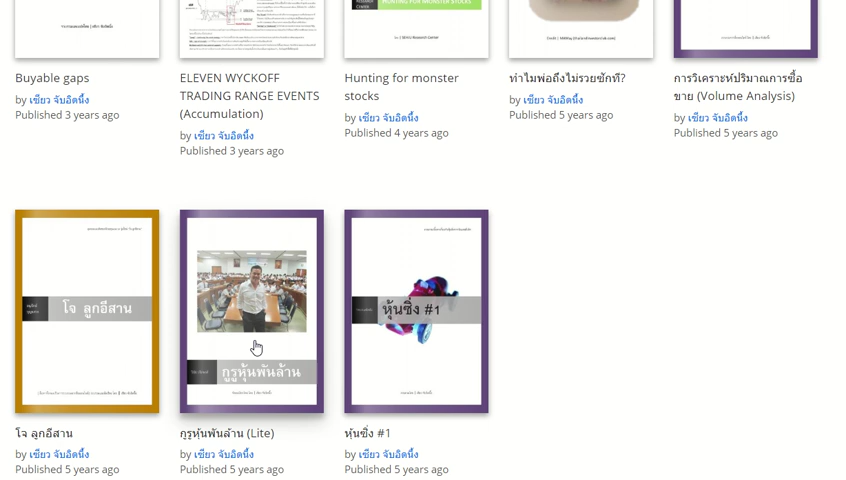 HUNTING FOR MONSTER STOCKS
Buyable gaps
by เซียว จับอิดนึ้ง
Published 3 years ago
ELEVEN WYCKOFF
TRADING RANGE EVENTS
(Accumulation)
by เซียว จับอิดนึ้ง
Published 3 years ago
Hunting for monster
stocks
by เซียว จับอิดนึ้ง
Published 4 years ago
ทำไมพ่อถึงไม่รวยซักที?
by เซียว จับอิดนึ้ง
Published 5 years ago
การวิเคราะห์ปริมาณการซื้อ
ขาย (Volume Analysis)
by เซียว จับอิดนึ้ง
Published 5 years ago
โจ ลูกอีสาน
กูรูหุ้นพันล้าน
หุ้นซิ่ง #1
โจ ลูกอีสาน
by เซียว จับอิดนึ้ง
Published 5 years ago
กูรูหุ้นพันล้าน (Lite)
by เซียว จับอิดนึ้ง
Published 5 years ago
หุ้นซิ่ง #1
by เซียว จับอิดนึ้ง
Published 5 years ago